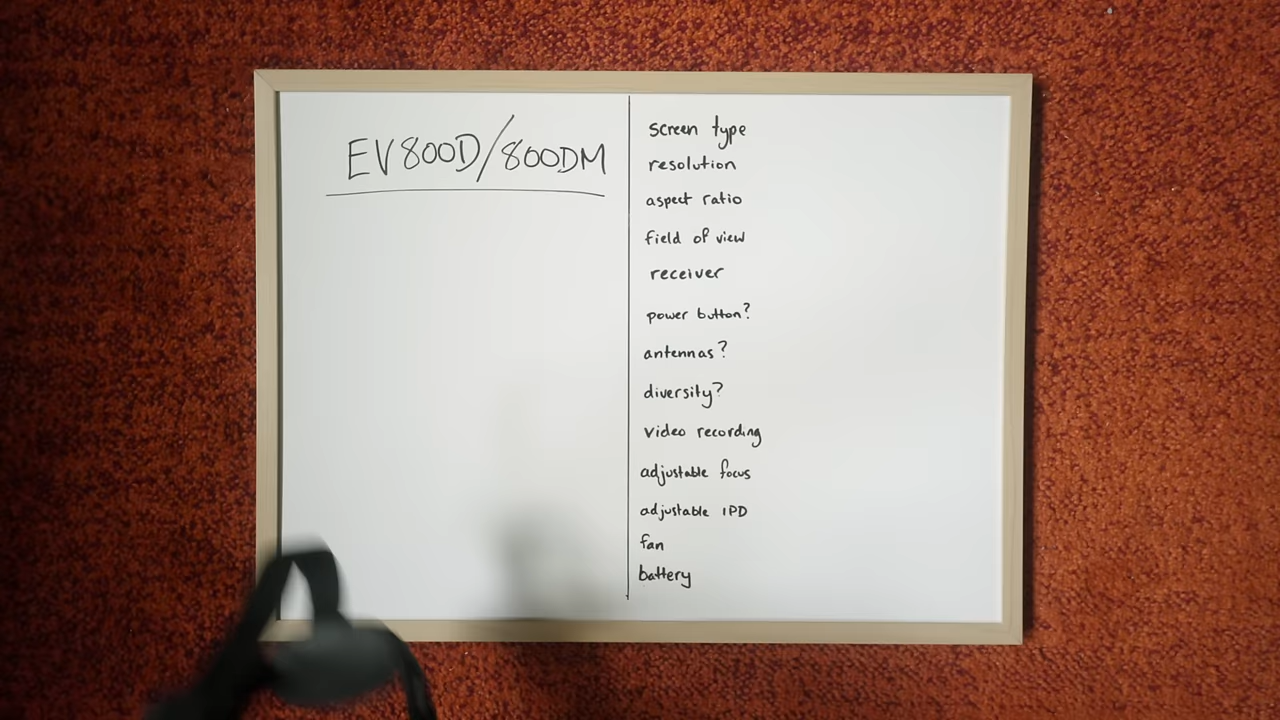 EV800D/800DM
screen type
resolution
aspect ratio
field of view
receiver
power button?
antennas?
diversity?
video recording
adjustable focus
adjustable IPD
fan
battery